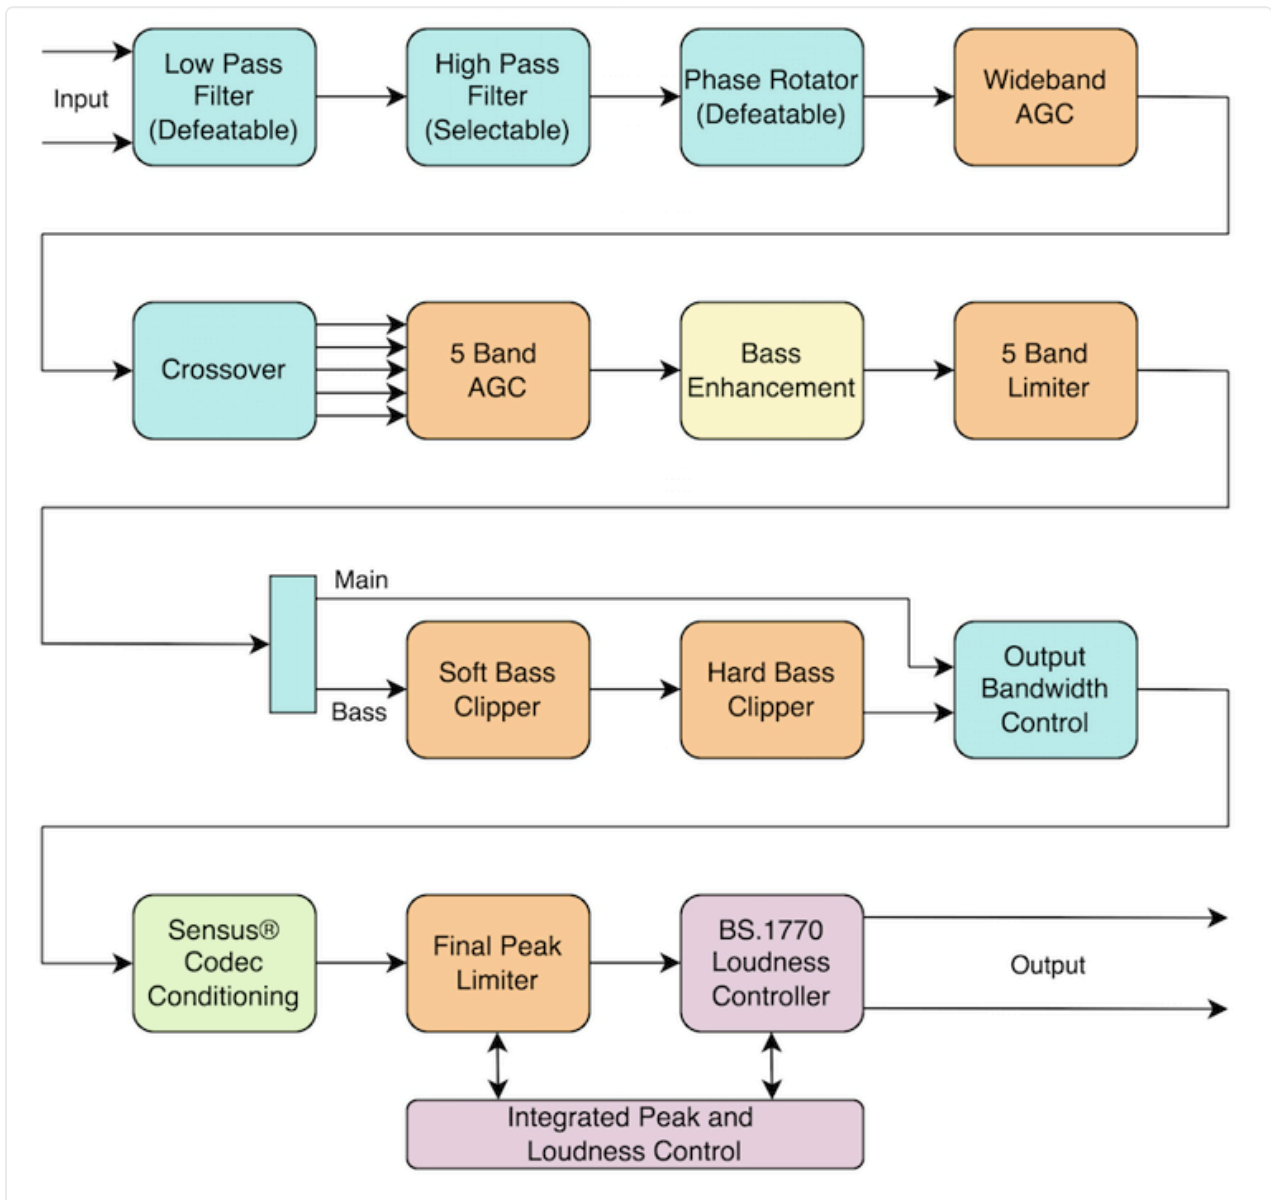 Input
Low Pass
Filter
(Defeatable)
High Pass
Filter
(Selectable)
Phase Rotator
(Defeatable)
Wideband
AGC
Crossover
5 Band
AGC
Bass
Enhancement
5 Band
Limiter
Main
Bass
Soft Bass
Clipper
Hard Bass
Clipper
Output
Bandwidth
Control
Sensus®
Codec
Conditioning
Final Peak
Limiter
BS.1770
Loudness
Controller
Output
Integrated Peak and
Loudness Control